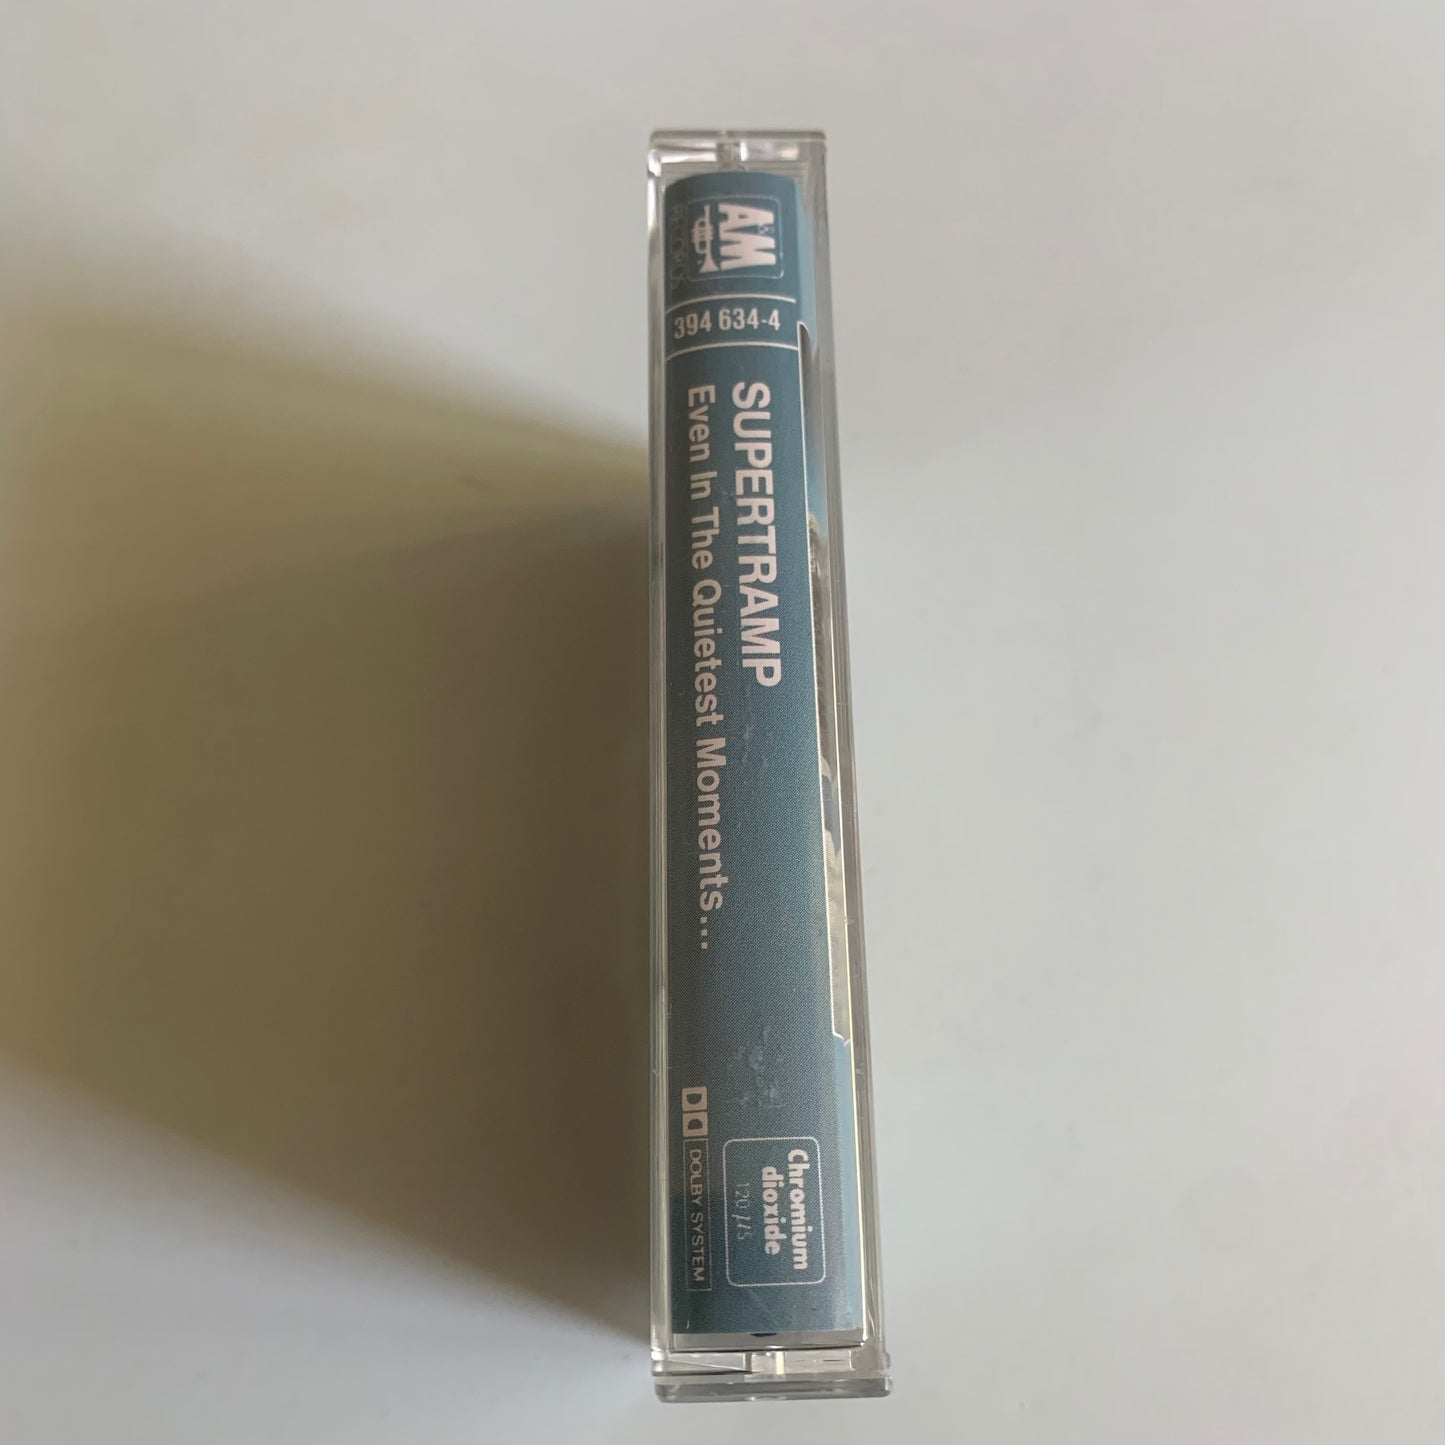 A&M
RECORDS
394 634-4
SUPERTRAMP
Even In The Quietest Moments...
DOLBY SYSTEM
Chromium
dioxide
120 µs